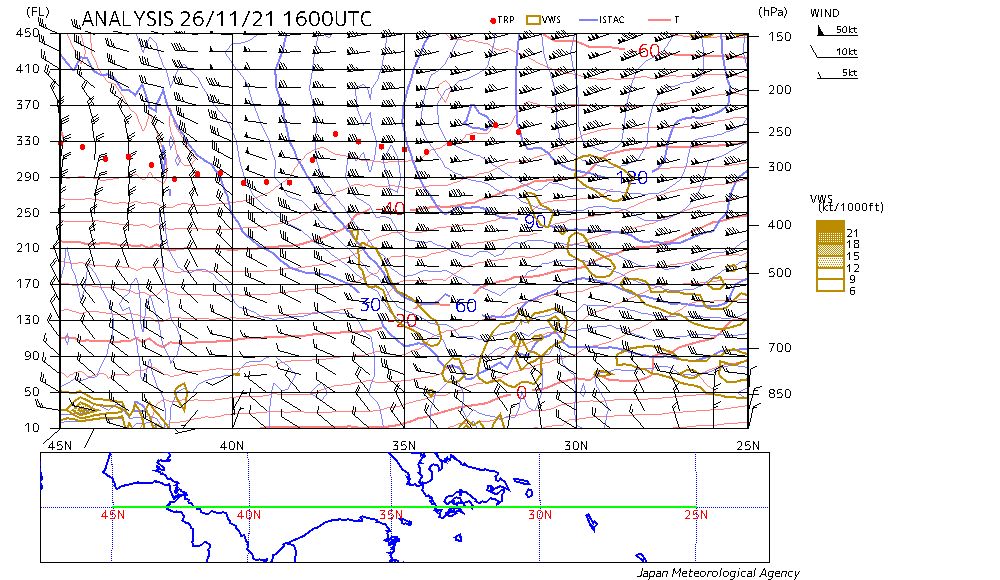 (FL) ANALYSIS 26/11/21 1600UTC TRP VWS ISTAC T (hPa) WIND
450 60 150 50kt
410 10kt
5kt
370 200
330 250
290 120 300
250 40 90 400 VWS
(kt/1000ft)
210 21
18
500 15
170 12
30 60 9
130 20 6
90 700
50 0 850
10
45N 40N 35N 30N 25N
45N 40N 35N 30N 25N
Japan Meteorological Agency